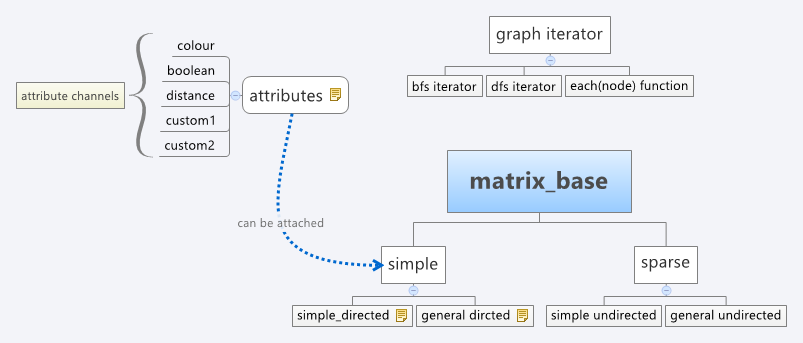 graph iterator
bfs iterator
dfs iterator
each(node) function
colour
boolean
distance
custom1
custom2
attribute channels
attributes
can be attached
matrix_base
simple
sparse
simple_directed
general dircted
simple undirected
general undirected